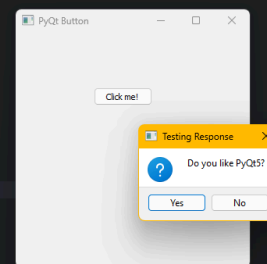 PyQt Button
Click me!
Testing Response
Do you like PyQt5?
Yes
No